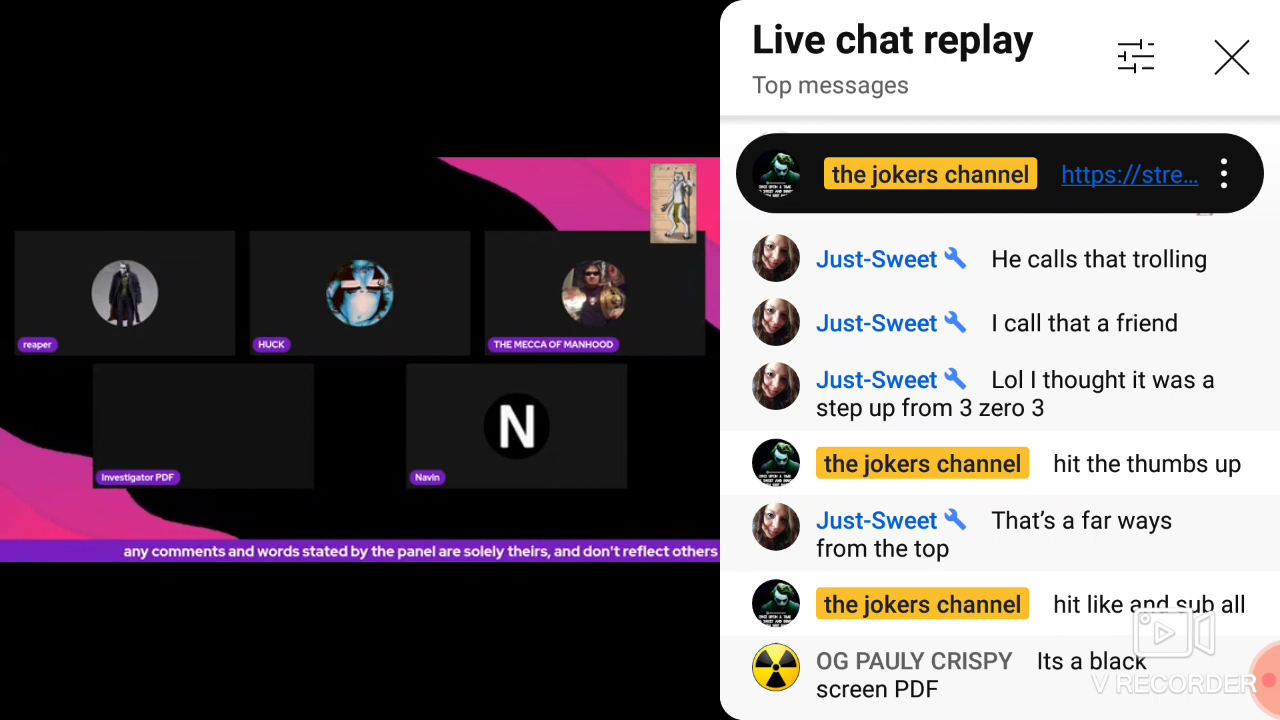 Live chat replay
Top messages
the jokers channel https://stre...
Just-Sweet He calls that trolling
Just-Sweet I call that a friend
Just-Sweet Lol I thought it was a
step up from 3 zero 3
the jokers channel hit the thumbs up
Just-Sweet That's a far ways
from the top
the jokers channel hit like and sub all
OG PAULY CRISPY Its a black
screen PDF
reaper
HUCK
THE MECCA OF MANHOOD
Investigator PDF
N
Navin
any comments and words stated by the panel are solely theirs, and don't reflect others
V RECORDER